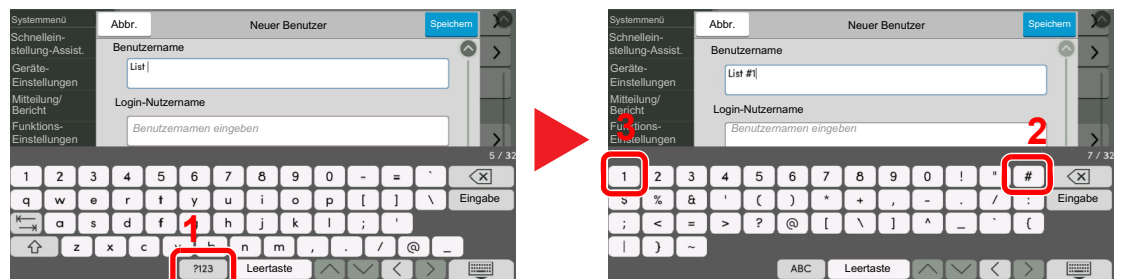 Systemmenü
Abbr.
Neuer Benutzer
Speichern
Schnellein-
stellung-Assist.
Benutzername
List
Geräte-
Einstellungen
Mitteilung/
Bericht
Login-Nutzername
Funktions-
Einstellungen
Benutzernamen eingeben
5 / 32
1 2 3 4 5 6 7 8 9 0 - = `
q w e r t y u i o p [ ] \ Eingabe
a s d f g h j k l ; '
1
z x c v b n m , . / @ _
?123 Leertaste
Systemmenü
Abbr.
Neuer Benutzer
Speichern
Schnellein-
stellung-Assist.
Benutzername
List #1
Geräte-
Einstellungen
Mitteilung/
Bericht
Login-Nutzername
Funktions-
Einstellungen
Benutzernamen eingeben
3
2
7 / 32
1 2 3 4 5 6 7 8 9 0 ! " #
$ % & ' ( ) * + , - . / : Eingabe
; < = > ? @ [ \ ] ^ _ ` {
| } ~
ABC Leertaste